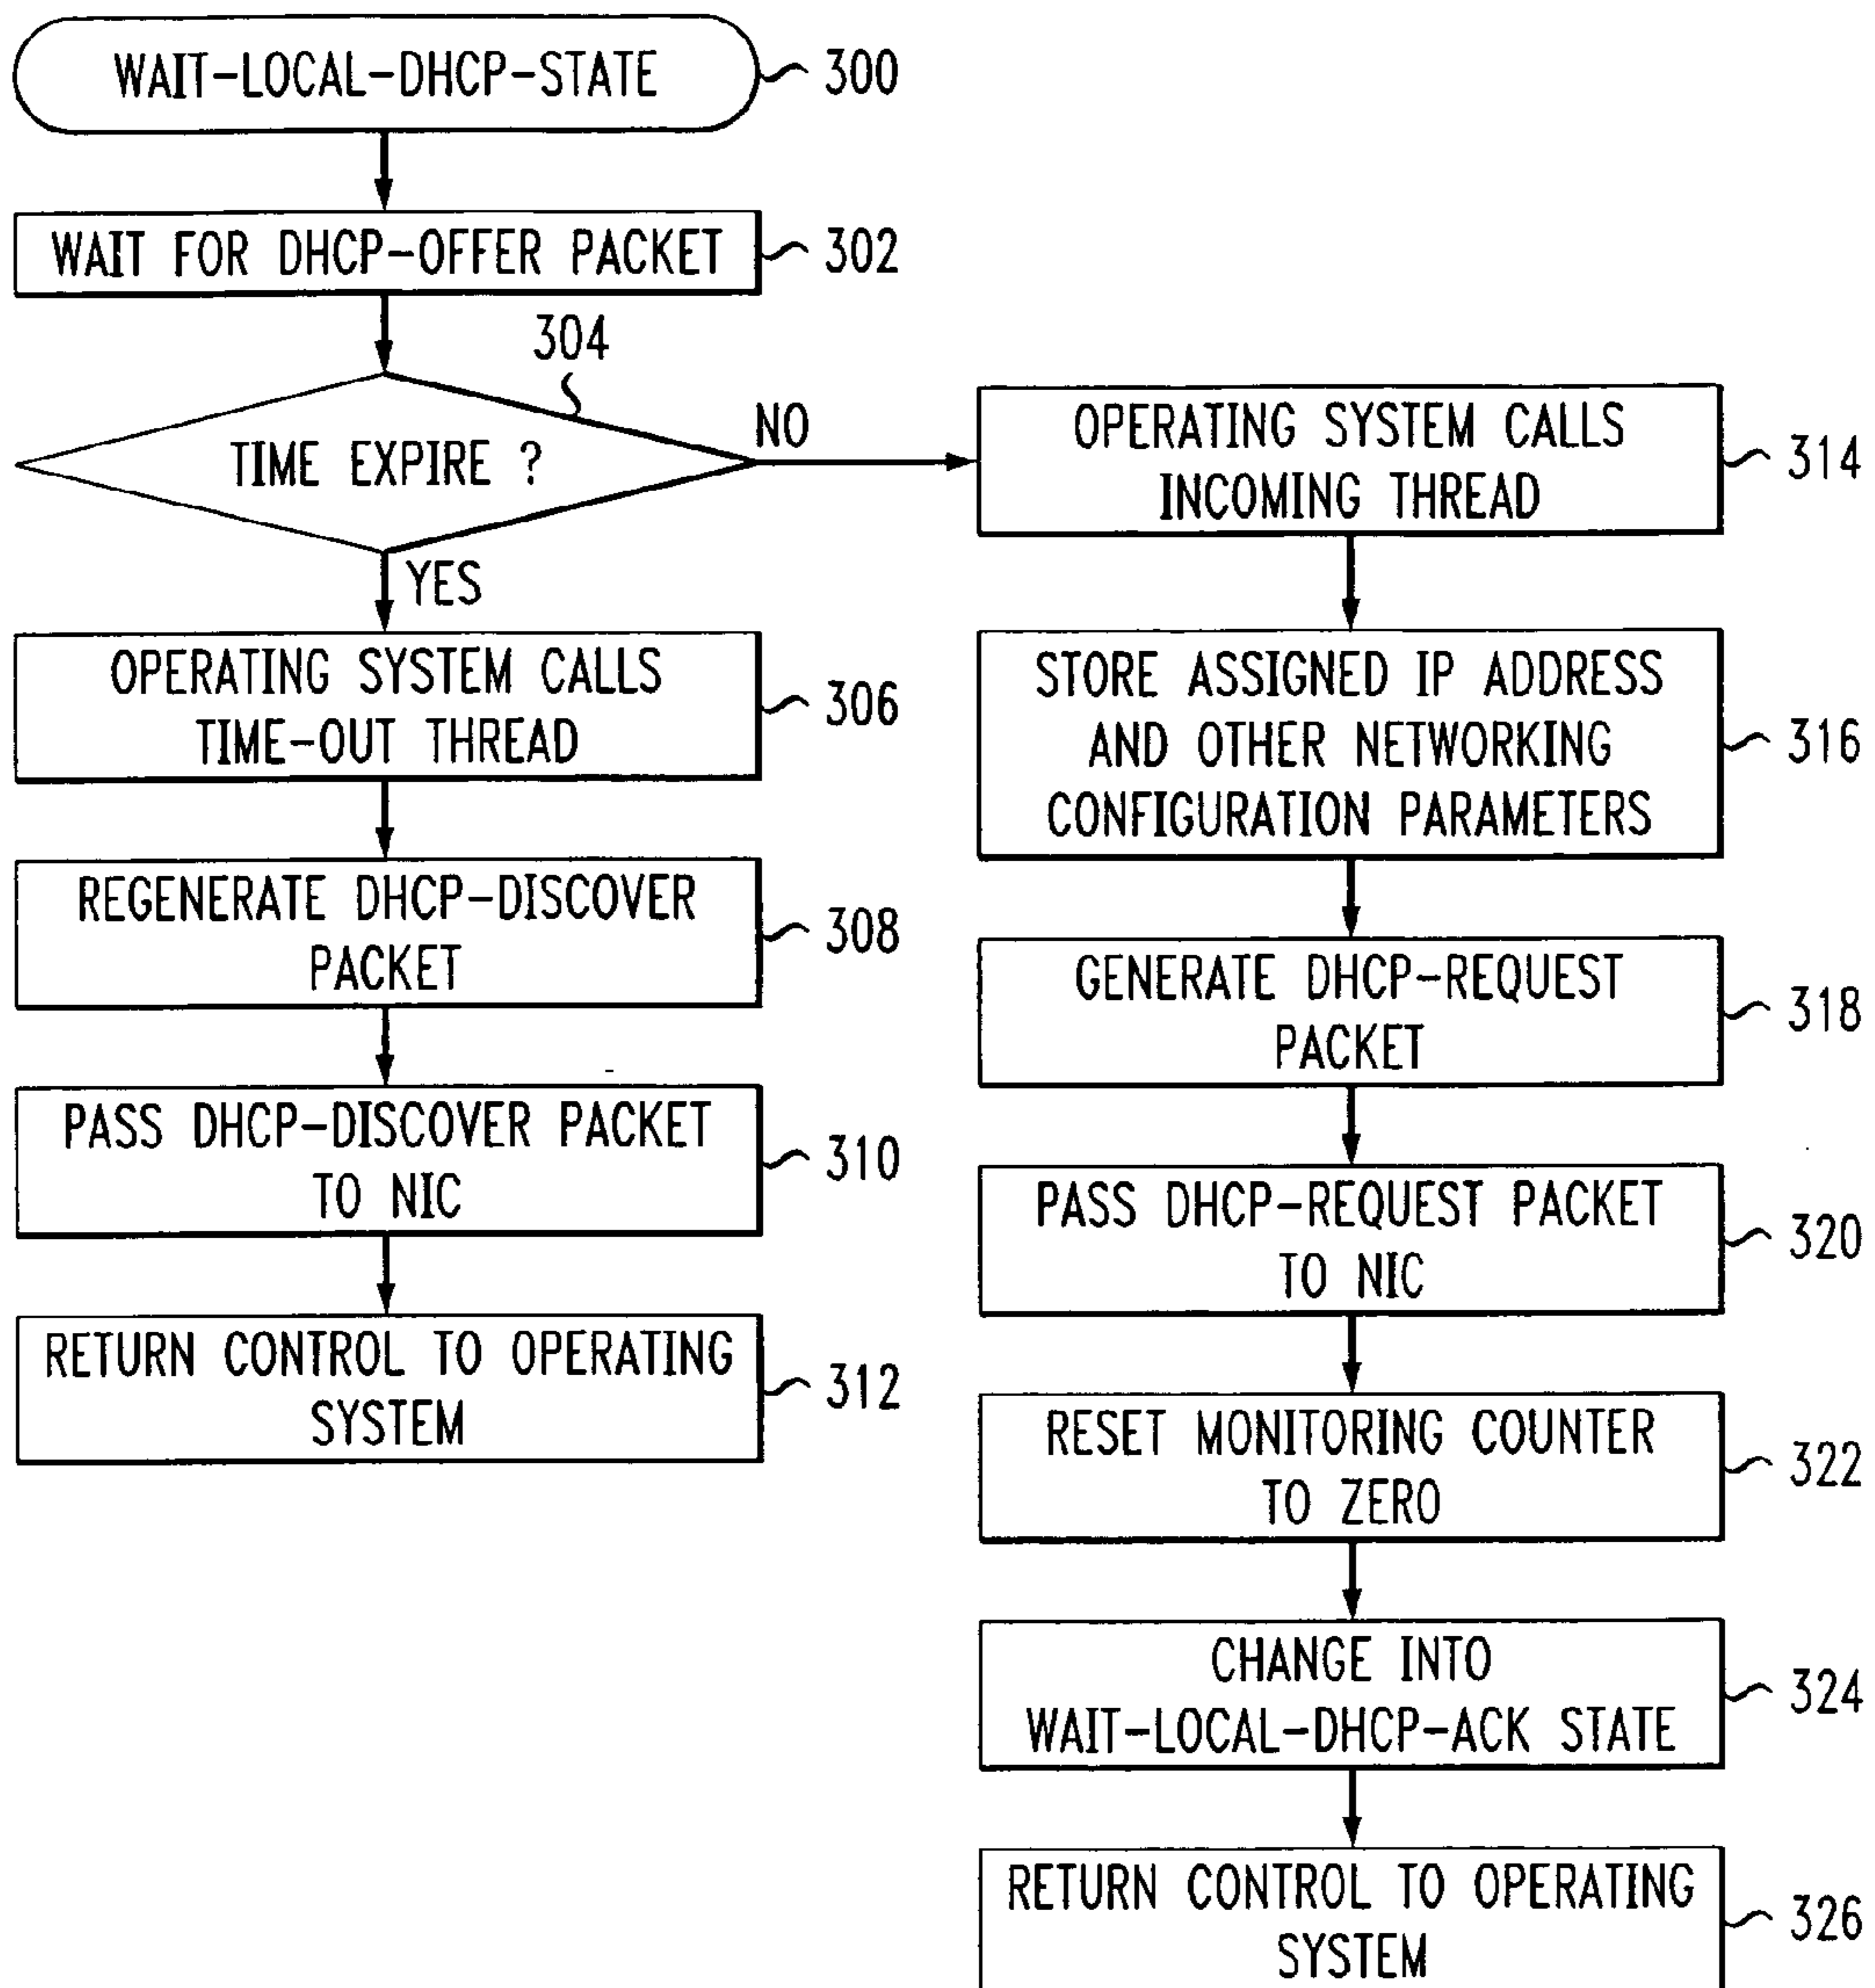 WAIT-LOCAL-DHCP-STATE
300
WAIT FOR DHCP-OFFER PACKET
302
304
TIME EXPIRE ?
NO
YES
OPERATING SYSTEM CALLS
TIME-OUT THREAD
306
REGENERATE DHCP-DISCOVER
PACKET
308
PASS DHCP-DISCOVER PACKET
TO NIC
310
RETURN CONTROL TO OPERATING
SYSTEM
312
OPERATING SYSTEM CALLS
INCOMING THREAD
314
STORE ASSIGNED IP ADDRESS
AND OTHER NETWORKING
CONFIGURATION PARAMETERS
316
GENERATE DHCP-REQUEST
PACKET
318
PASS DHCP-REQUEST PACKET
TO NIC
320
RESET MONITORING COUNTER
TO ZERO
322
CHANGE INTO
WAIT-LOCAL-DHCP-ACK STATE
324
RETURN CONTROL TO OPERATING
SYSTEM
326